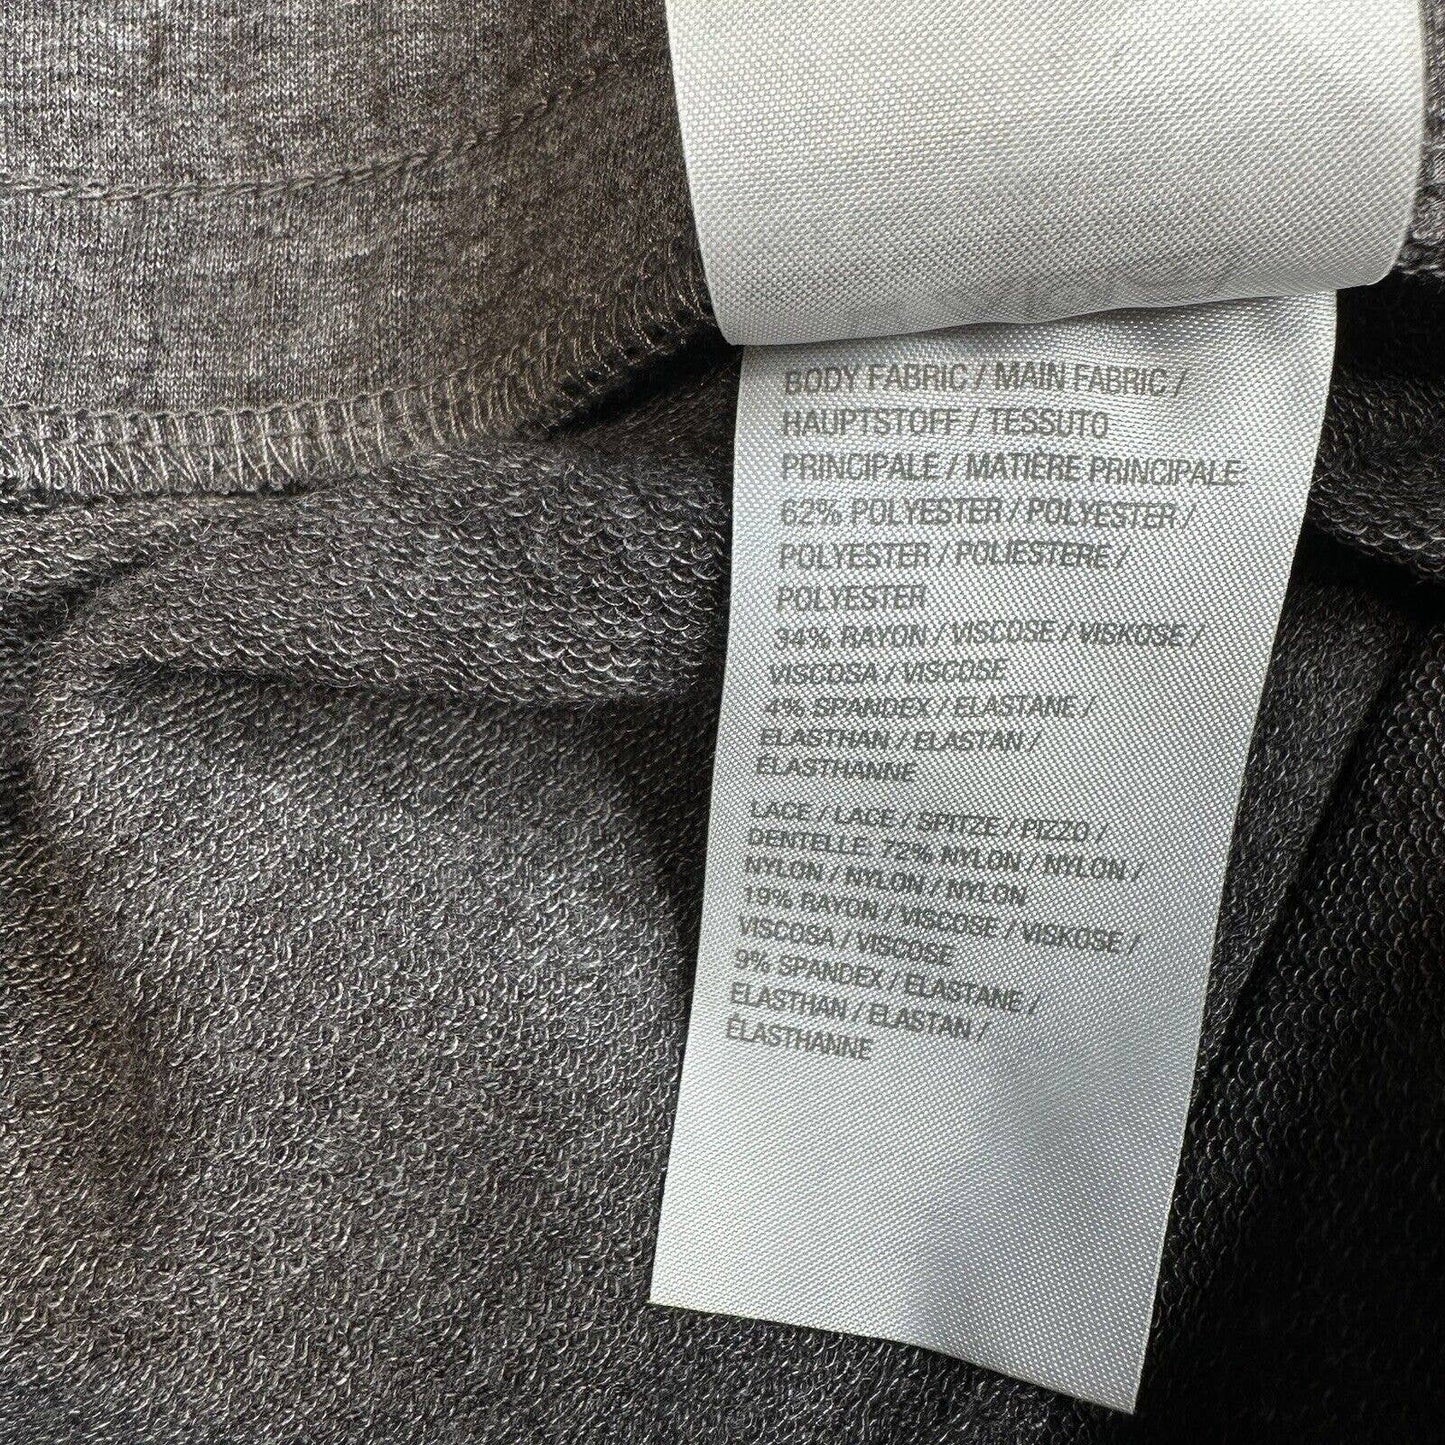 BODY FABRIC / MAIN FABRIC /
HAUPTSTOFF / TESSUTO
PRINCIPALE / MATIÈRE PRINCIPALE:
62% POLYESTER / POLYESTER /
POLYESTER / POLIESTERE /
POLYESTER
34% RAYON / VISCOSE / VISKOSE /
VISCOSA / VISCOSE
4% SPANDEX / ELASTANE /
ELASTHAN / ELASTAN /
ÉLASTHANNE
LACE / LACE / SPITZE / PIZZO /
DENTELLE: 72% NYLON / NYLON /
NYLON / NYLON / NYLON
19% RAYON / VISCOSE / VISKOSE /
VISCOSA / VISCOSE
9% SPANDEX / ELASTANE /
ELASTHAN / ELASTAN /
ÉLASTHANNE